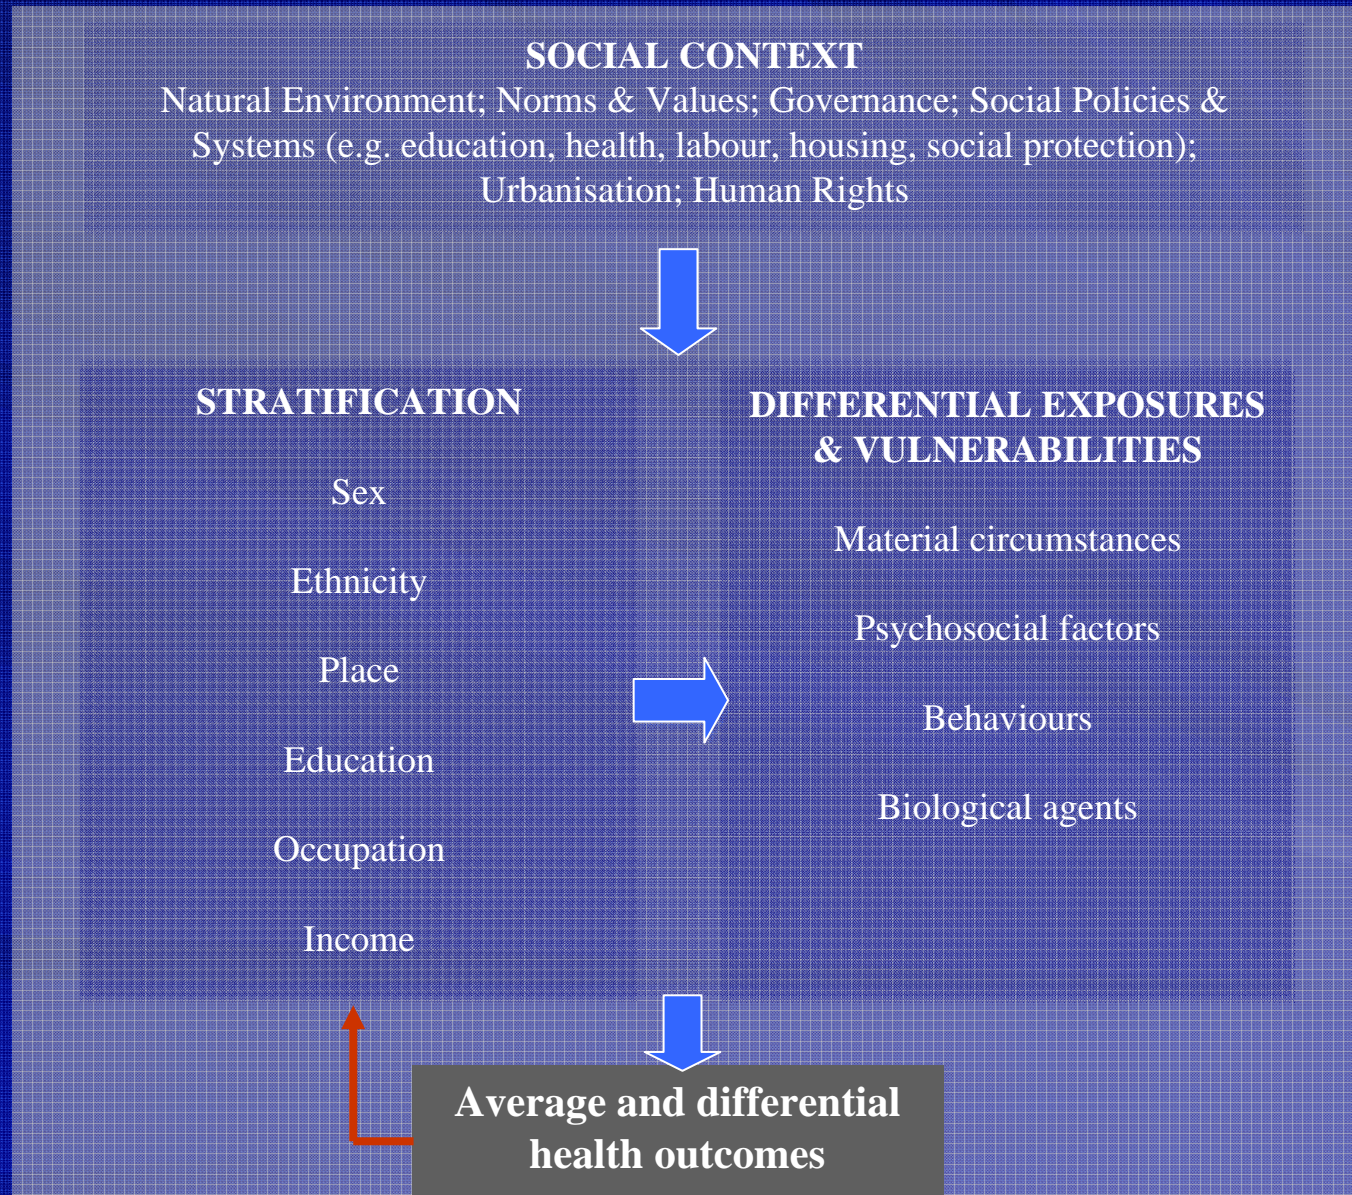 SOCIAL CONTEXT
Natural Environment; Norms & Values; Governance; Social Policies &
Systems (e.g. education, health, labour, housing, social protection);
Urbanisation; Human Rights
STRATIFICATION
Sex
Ethnicity
Place
Education
Occupation
Income
DIFFERENTIAL EXPOSURES
& VULNERABILITIES
Material circumstances
Psychosocial factors
Behaviours
Biological agents
Average and differential
health outcomes